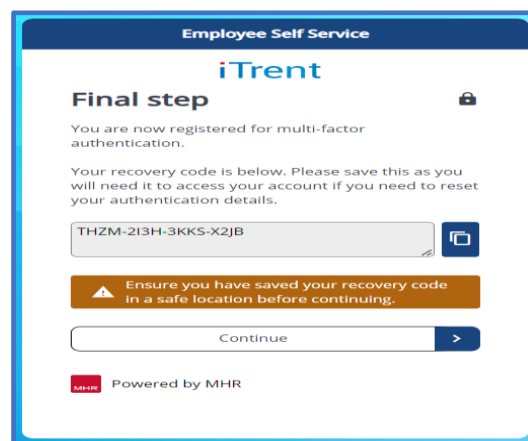 Employee Self Service
iTrent
Final step
You are now registered for multi-factor
authentication.
Your recovery code is below. Please save this as you
will need it to access your account if you need to reset
your authentication details.
THZM-2I3H-3KKS-X2JB
Ensure you have saved your recovery code
in a safe location before continuing.
Continue
MHR Powered by MHR